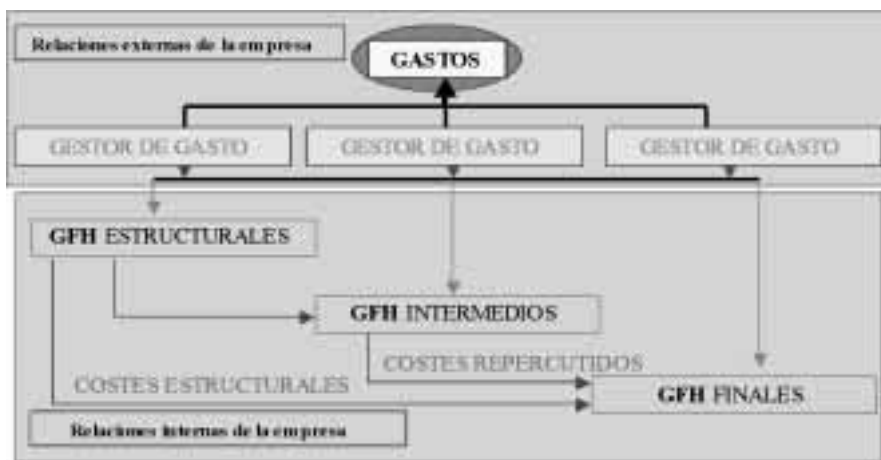 Relaciones externas de la empresa
GASTOS
GESTOR DE GASTO
GESTOR DE GASTO
GESTOR DE GASTO
GFH ESTRUCTURALES
GFH INTERMEDIOS
COSTES REPERCUTIDOS
COSTES ESTRUCTURALES
GFH FINALES
Relaciones internas de la empresa